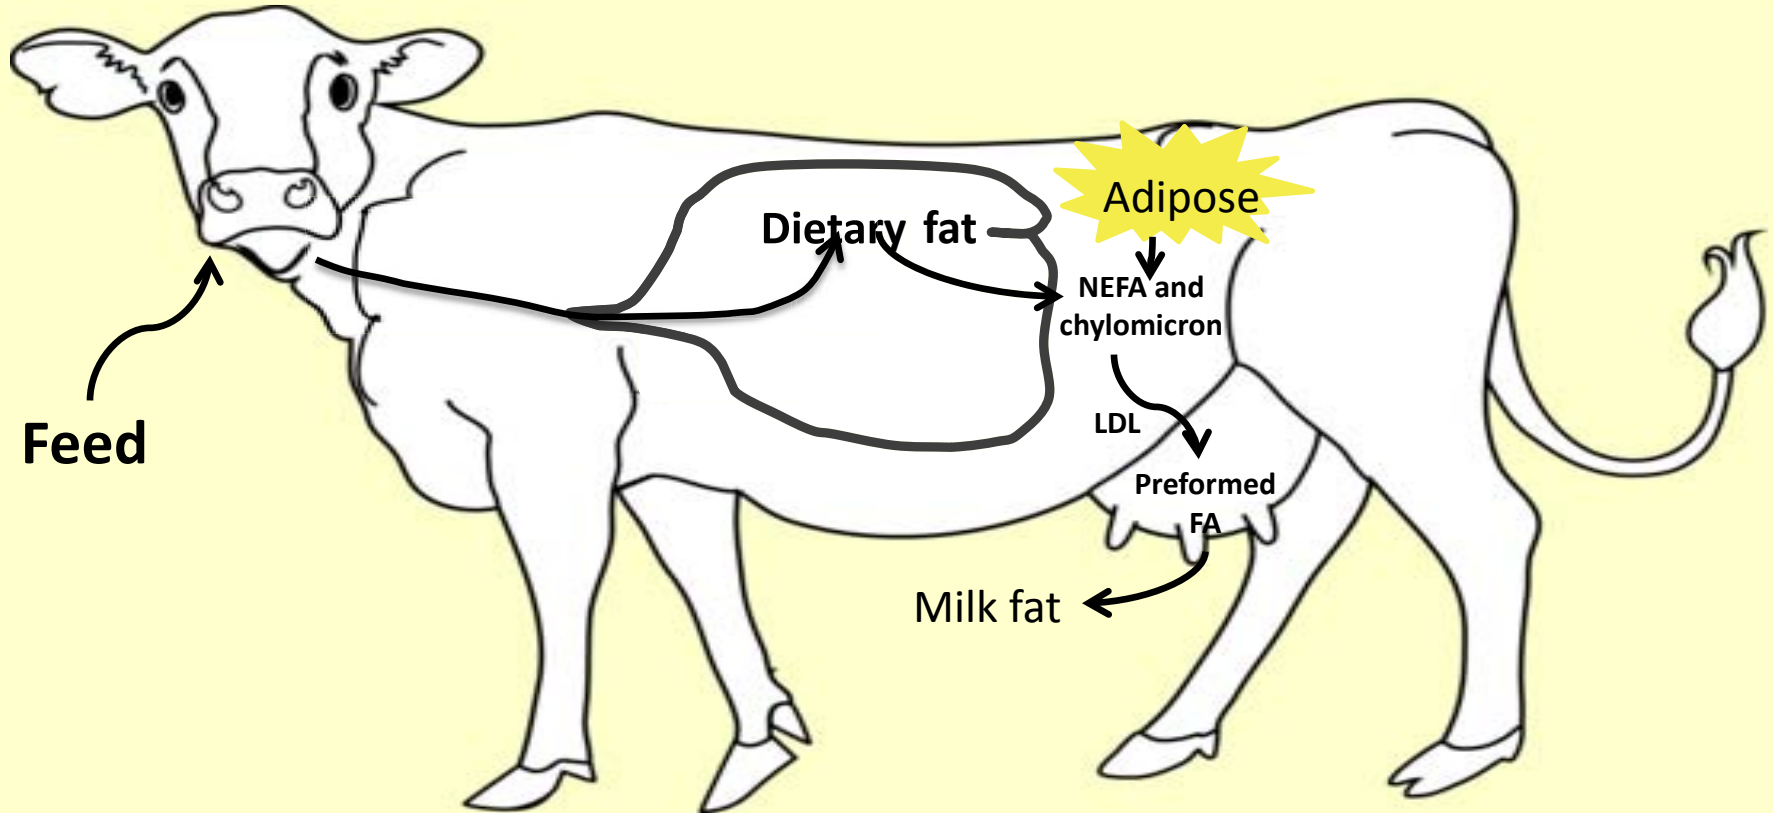 Adipose
Dietary fat
NEFA and
chylomicron
LDL
Feed
Preformed
FA
Milk fat